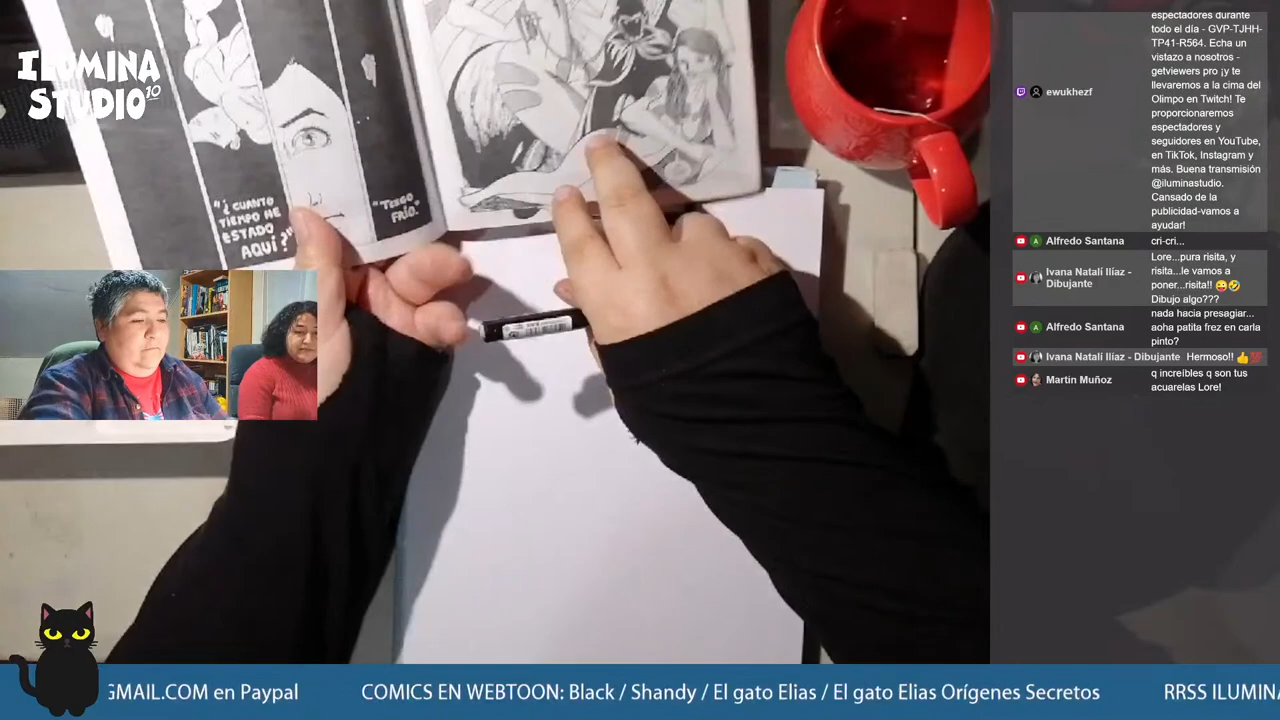 ILUMINA
STUDIO10
"¿CUANTO
TIEMPO HE
ESTADO
AQUÍ?"
"TENGO
FRÍO."
espectadores durante
todo el día - GVP-TJHH-
TP41-R564. Echa un
vistazo a nosotros -
getviewers pro ¡y te
llevaremos a la cima del
Olimpo en Twitch! Te
proporcionaremos
espectadores y
seguidores en YouTube,
en TikTok, Instagram y
más. Buena transmisión
@iluminastudio.
Cansado de la
publicidad-vamos a
ayudar!
ewukhezf
Alfredo Santana cri-cri...
Ivana Natalí Ilíaz -
Dibujante
Lore...pura risita, y
risita...le vamos a
poner...risita!! 😜🤣
Dibujo algo???
Alfredo Santana
nada hacia presagiar...
aoha patita frez en carla
pinto?
Ivana Natalí Ilíaz - Dibujante Hermoso!! 👍💯
Martin Muñoz
q increíbles q son tus
acuarelas Lore!
GMAIL.COM en Paypal COMICS EN WEBTOON: Black / Shandy / El gato Elias / El gato Elias Orígenes Secretos RRSS ILUMINA